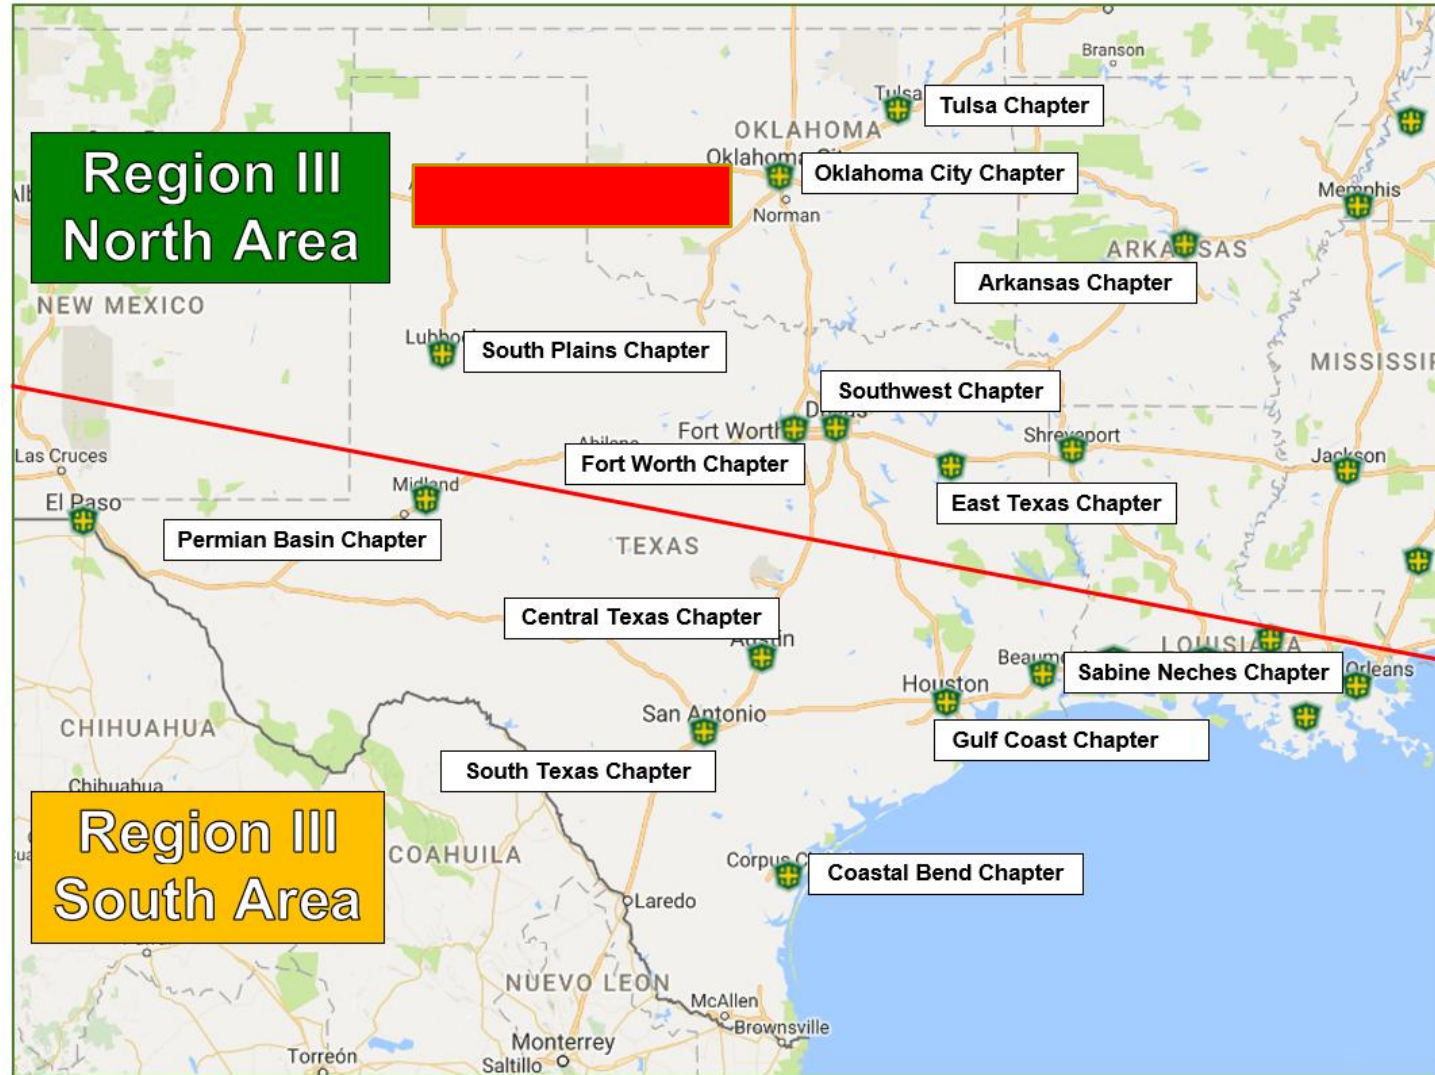 Branson
Tulsa
Tulsa Chapter
OKLAHOMA
Oklahoma
Oklahoma City Chapter
Region III
North Area
Norman
Memphis
ARKANSAS
Arkansas Chapter
NEW MEXICO
South Plains Chapter
MISSISSIP
Southwest Chapter
Fort Worth
Shreveport
Las Cruces
Fort Worth Chapter
Jackson
Midland
El Paso
East Texas Chapter
Permian Basin Chapter
TEXAS
Central Texas Chapter
Austin
LOUISIANA
Sabine Neches Chapter
Orleans
Houston
San Antonio
CHIHUAHUA
Gulf Coast Chapter
South Texas Chapter
Chihuahua
Region III
South Area
COAHUILA
Coastal Bend Chapter
Laredo
NUEVO LEON
McAllen
Brownsville
Monterrey
Torreón
Saltillo